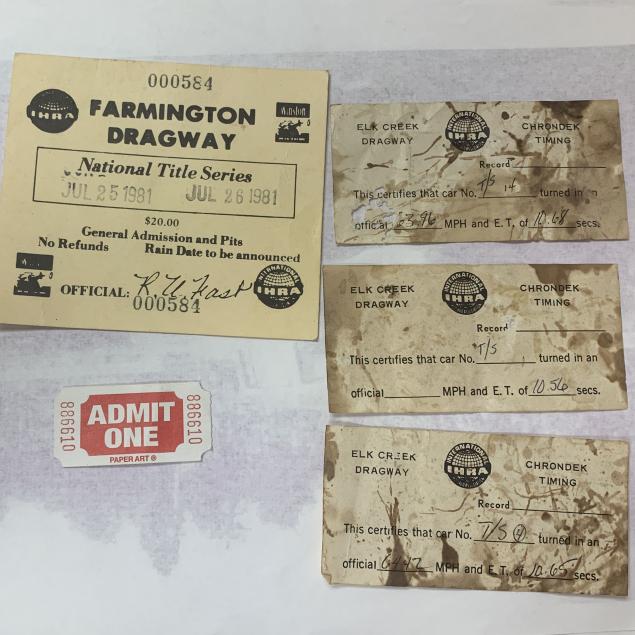 000584
IHRA
FARMINGTON
DRAGWAY
Winston
National Title Series
JUL 25 1981 JUL 26 1981
$20.00
General Admission and Pits
No Refunds Rain Date to be announced
OFFICIAL: R. U. Fast
INTERNATIONAL
IHRA
000584
886610
ADMIT
ONE
886610
PAPER ART ®
ELK CREEK
DRAGWAY
INTERNATIONAL
IHRA
CHRONDEK
TIMING
Record
This certifies that car No. T/S turned in an
official MPH and E.T. of 10.68 secs.
ELK CREEK
DRAGWAY
INTERNATIONAL
IHRA
CHRONDEK
TIMING
Record
This certifies that car No. T/S turned in an
official MPH and E.T. of 10 56 secs.
ELK CREEK
DRAGWAY
INTERNATIONAL
IHRA
CHRONDEK
TIMING
Record
This certifies that car No. T/S 4 turned in an
official 64.42 MPH and E.T. of 10.65 secs.